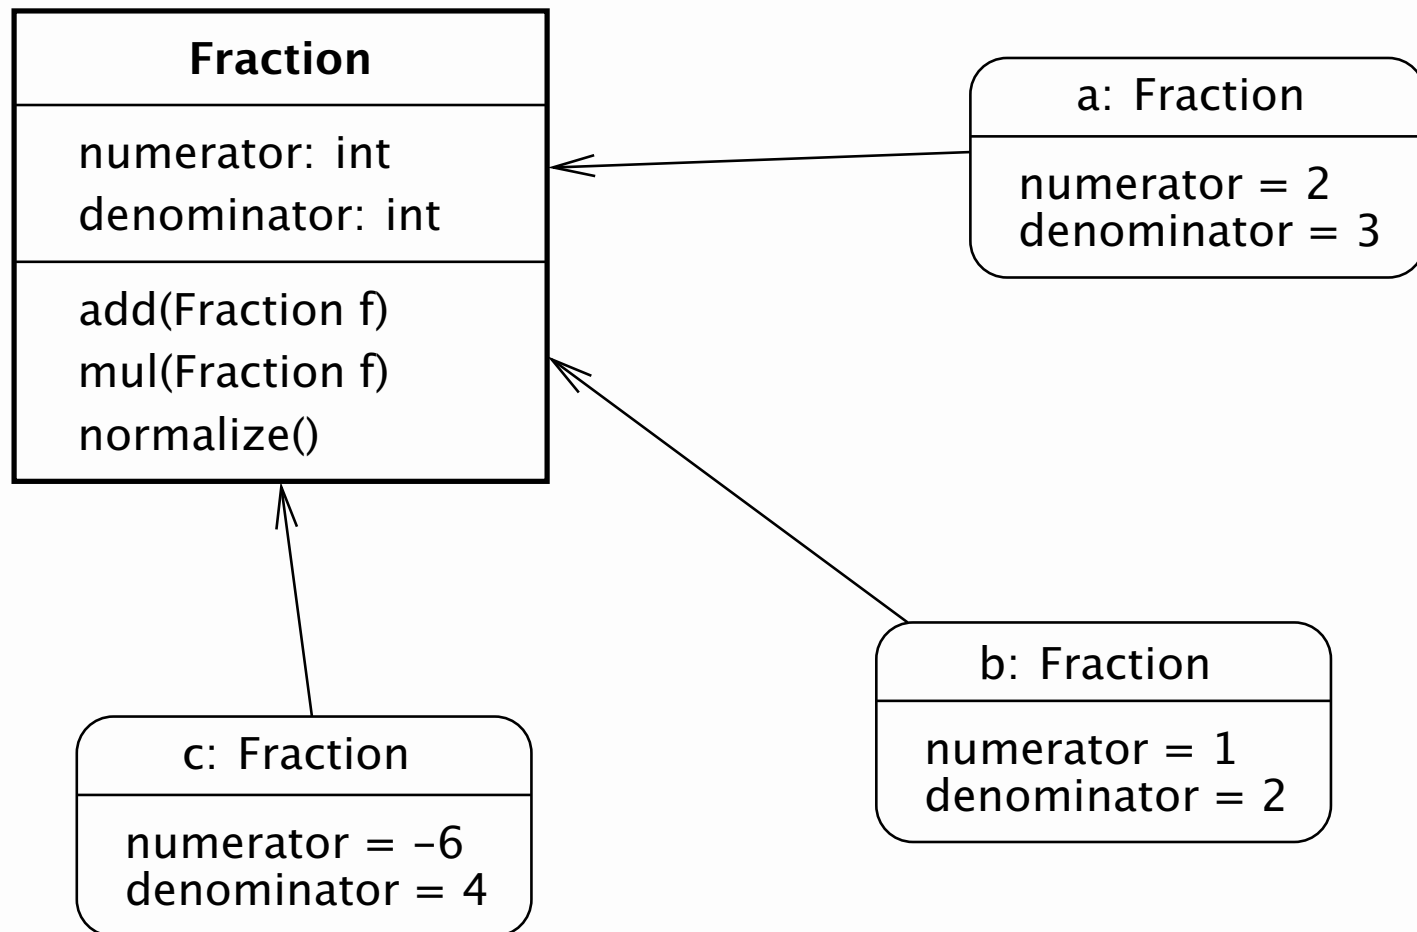 Fraction
numerator: int
denominator: int
add(Fraction f)
mul(Fraction f)
normalize()
a: Fraction
numerator = 2
denominator = 3
b: Fraction
numerator = 1
denominator = 2
c: Fraction
numerator = –6
denominator = 4